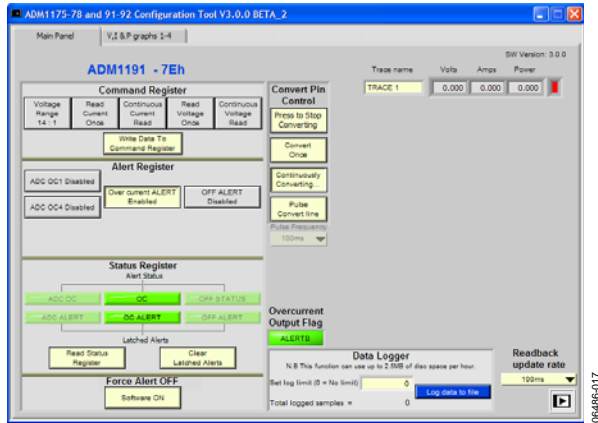 ADM1175-78 and 91-92 Configuration Tool V3.0.0 BETA_2
Main Panel
V,I &P graphs 1-4
SW Version: 3.0.0
ADM1191 - 7Eh
Trace name
Volts
Amps
Power
TRACE 1
0.000
0.000
0.000
Command Register
Voltage Range 14 : 1
Read Current Once
Continuous Current Read
Read Voltage Once
Continuous Voltage Read
Write Data To Command Register
Convert Pin Control
Press to Stop Converting
Convert Once
Continuously Converting...
Pulse Convert line
Pulse Frequency
100ms
Alert Register
ADC OC1 Disabled
Over current ALERT Enabled
OFF ALERT Disabled
ADC OC4 Disabled
Status Register
Alert Status
ADC OC
OC
OFF STATUS
ADC ALERT
OC ALERT
OFF ALERT
Latched Alerts
Read Status Register
Clear Latched Alerts
Force Alert OFF
Software ON
Overcurrent Output Flag
ALERTB
Data Logger
N.B This function can use up to 2.5MB of disc space per hour.
Set log limit (0 = No limit)
0
Log data to file
Total logged samples =
0
Readback update rate
100ms
06486-017